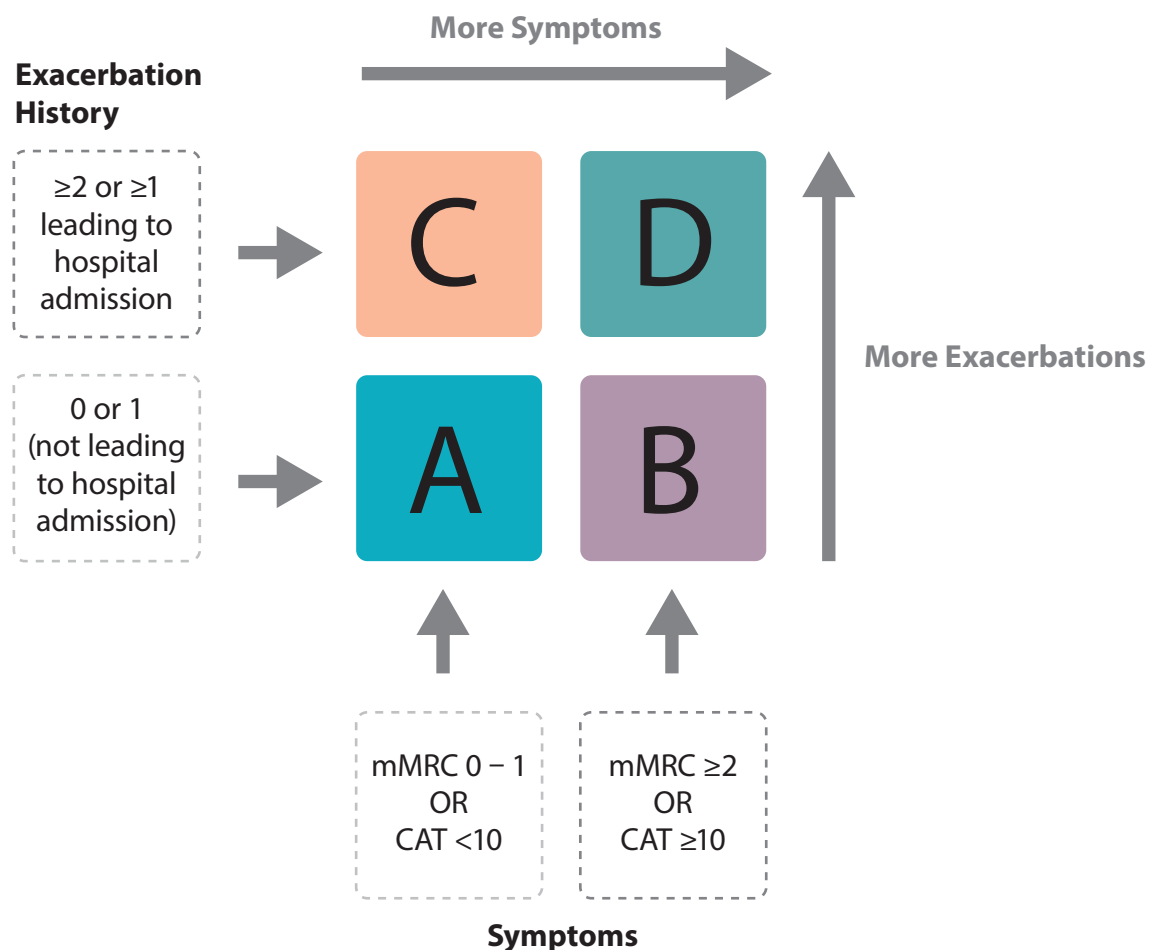 More Symptoms
Exacerbation
History
≥2 or ≥1
leading to
hospital
admission
C
D
More Exacerbations
0 or 1
(not leading
to hospital
admission)
A
B
mMRC 0 – 1
OR
CAT <10
mMRC ≥2
OR
CAT ≥10
Symptoms